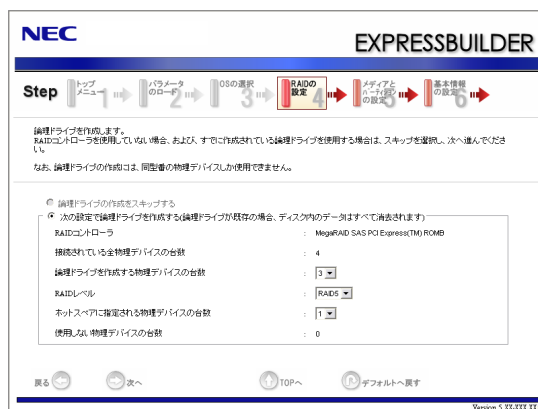 NEC
EXPRESSBUILDER
Step
トップ
メニュー
パラメータ
のロード 2
OSの選択
3
RAIDの
設定 4
メディアと
パーティション
の設定 5
基本情報
の設定 6
論理ドライブを作成します。
RAIDコントローラを使用していない場合、および、すでに作成されている論理ドライブを使用する場合は、スキップを選択し、次へ進んでくださ
い。
なお、論理ドライブの作成には、同型番の物理デバイスしか使用できません。
論理ドライブの作成をスキップする
次の設定で論理ドライブを作成する(論理ドライブが既存の場合、ディスク内のデータはすべて消去されます)
RAIDコントローラ : MegaRAID SAS PCI Express(TM) ROMB
接続されている全物理デバイスの台数 : 4
論理ドライブを作成する物理デバイスの台数 : 3
RAIDレベル : RAID5
ホットスペアに指定される物理デバイスの台数 : 1
使用しない物理デバイスの台数 : 0
戻る 次へ TOPへ デフォルトへ戻す
Version 5.XX-XXX.XX